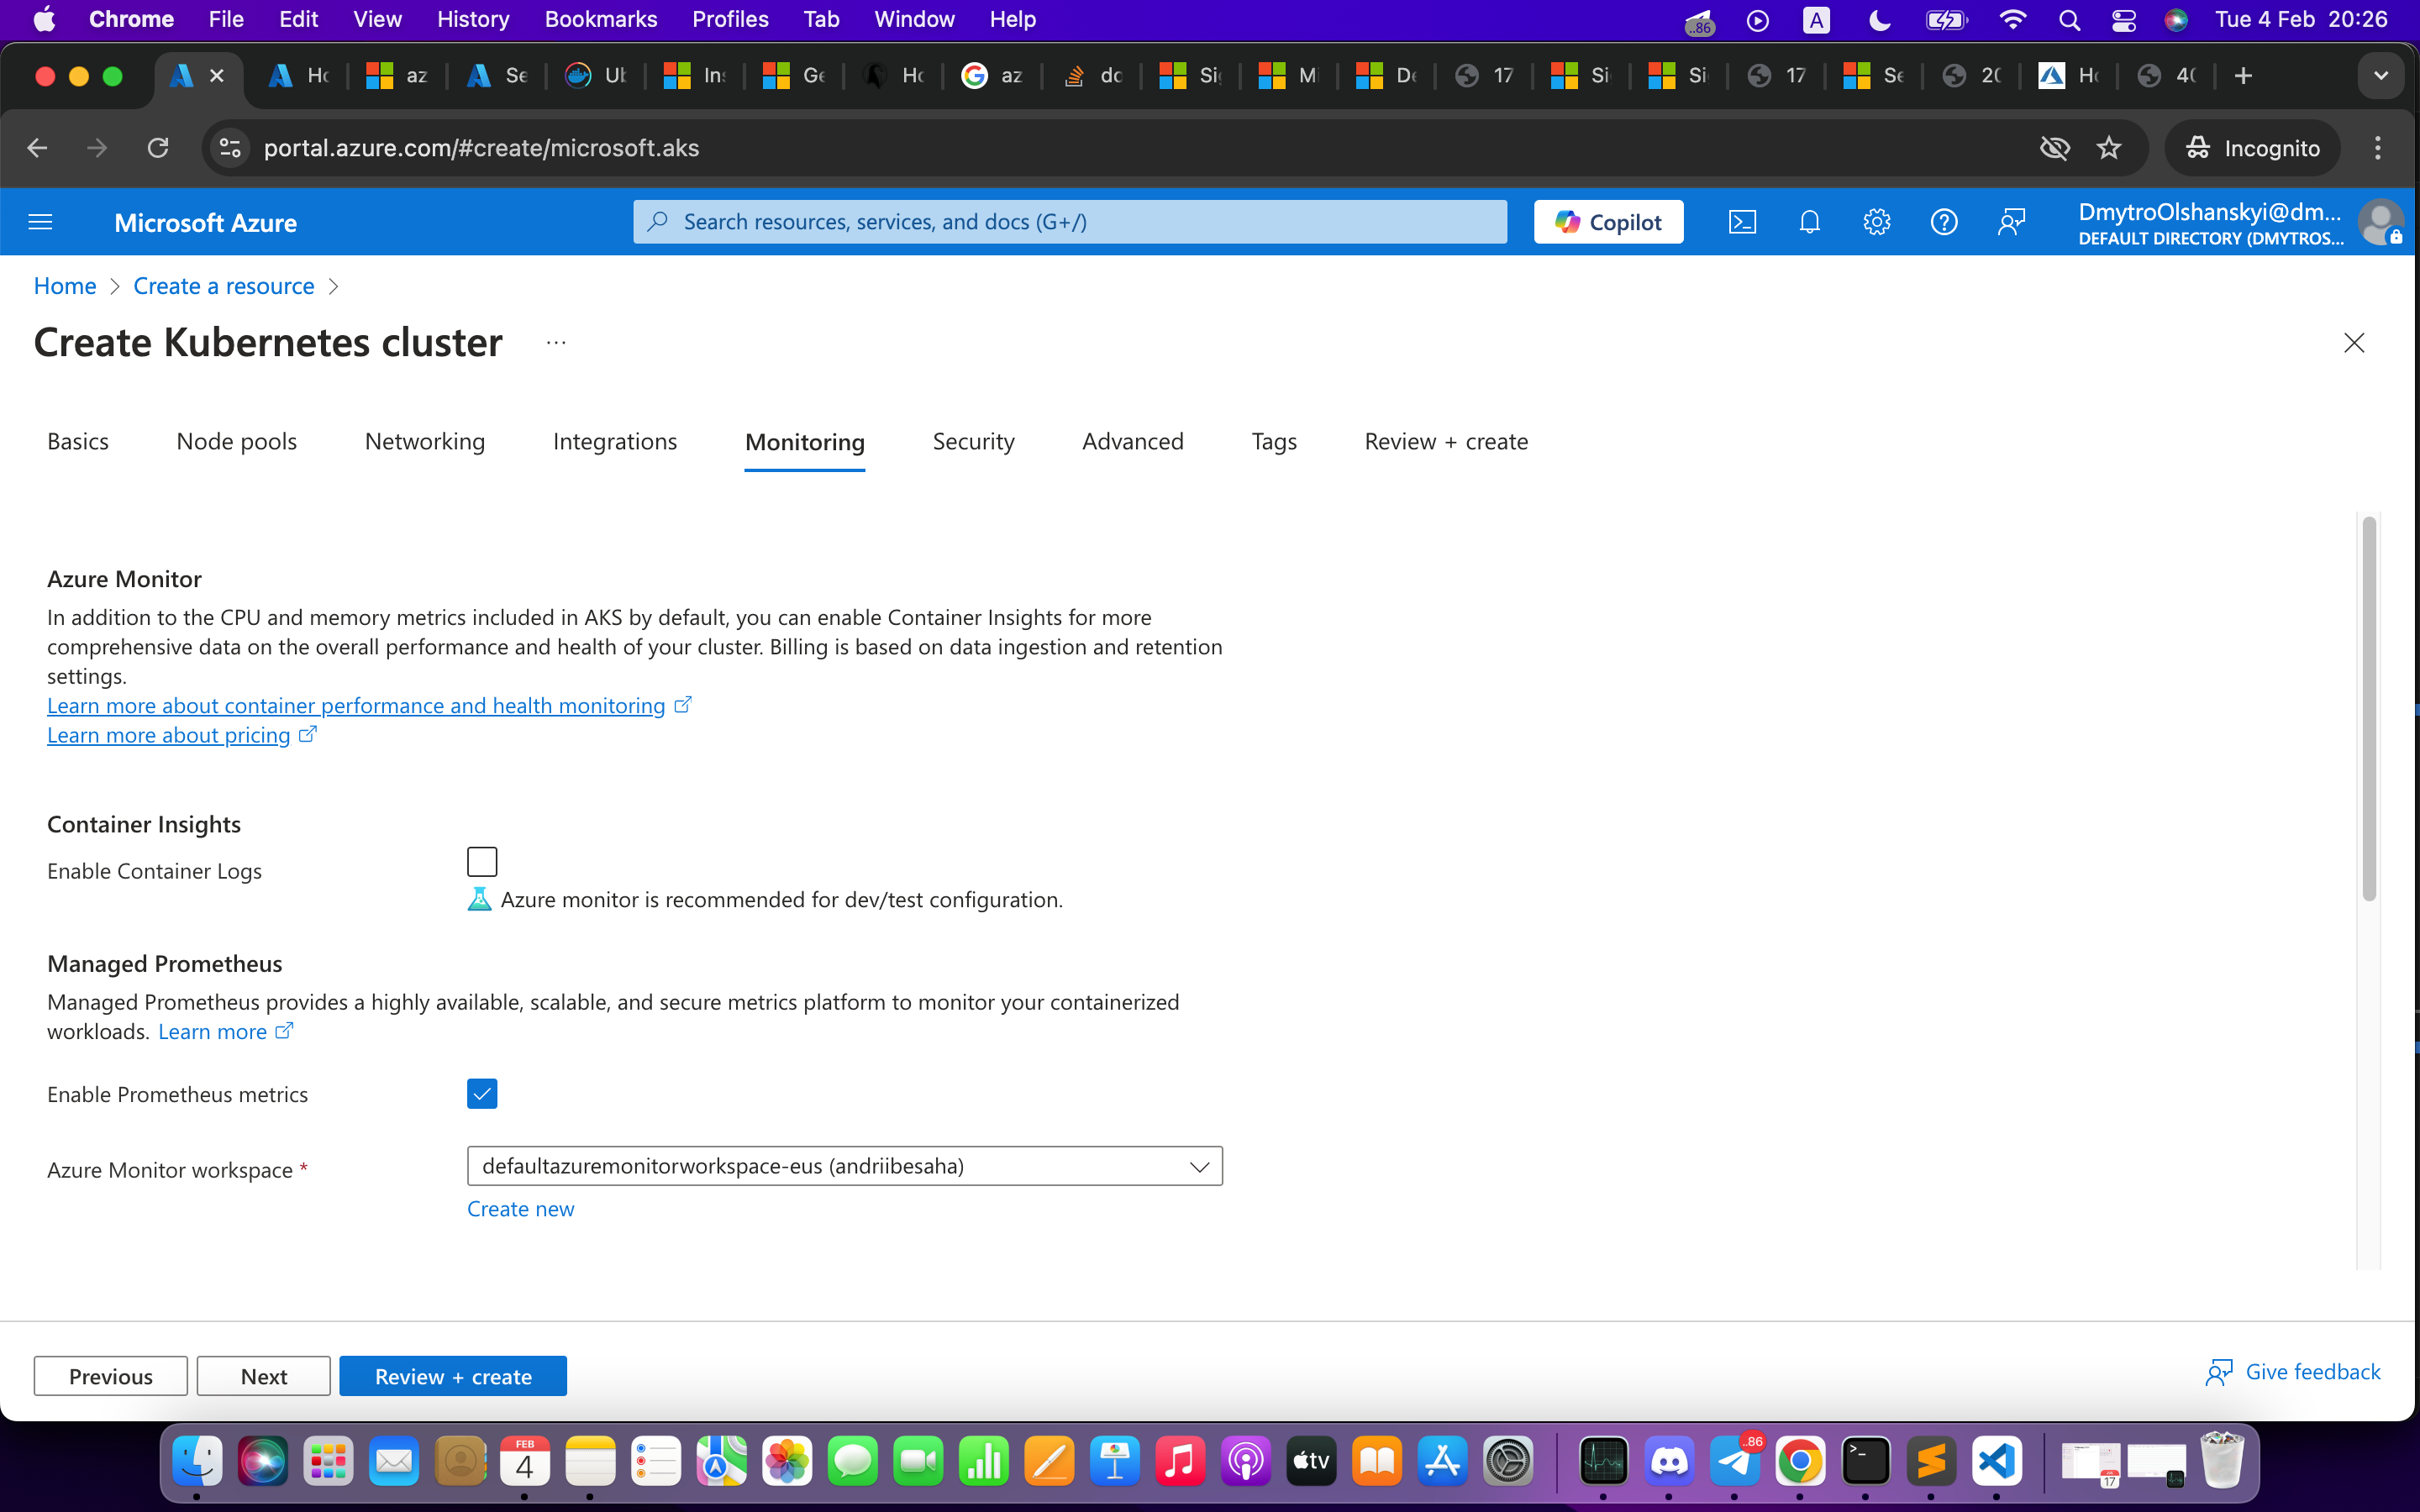 Chrome File Edit View History Bookmarks Profiles Tab Window Help ..86 A Tue 4 Feb 20:26
Hc az Se Ub Ins Ge Hc az dc Sig Mi De 17 Si Si 17 Se 20 Hc 40
portal.azure.com/#create/microsoft.aks Incognito
Microsoft Azure Search resources, services, and docs (G+/) Copilot DmytroOlshanskyi@dm...
DEFAULT DIRECTORY (DMYTROS...
Home > Create a resource >
Create Kubernetes cluster ...
Basics Node pools Networking Integrations Monitoring Security Advanced Tags Review + create
Azure Monitor
In addition to the CPU and memory metrics included in AKS by default, you can enable Container Insights for more
comprehensive data on the overall performance and health of your cluster. Billing is based on data ingestion and retention
settings.
Learn more about container performance and health monitoring
Learn more about pricing
Container Insights
Enable Container Logs
Azure monitor is recommended for dev/test configuration.
Managed Prometheus
Managed Prometheus provides a highly available, scalable, and secure metrics platform to monitor your containerized
workloads. Learn more
Enable Prometheus metrics
Azure Monitor workspace * defaultazuremonitorworkspace-eus (andriibesaha)
Create new
Previous Next Review + create Give feedback
FEB
4
tv
..86
17